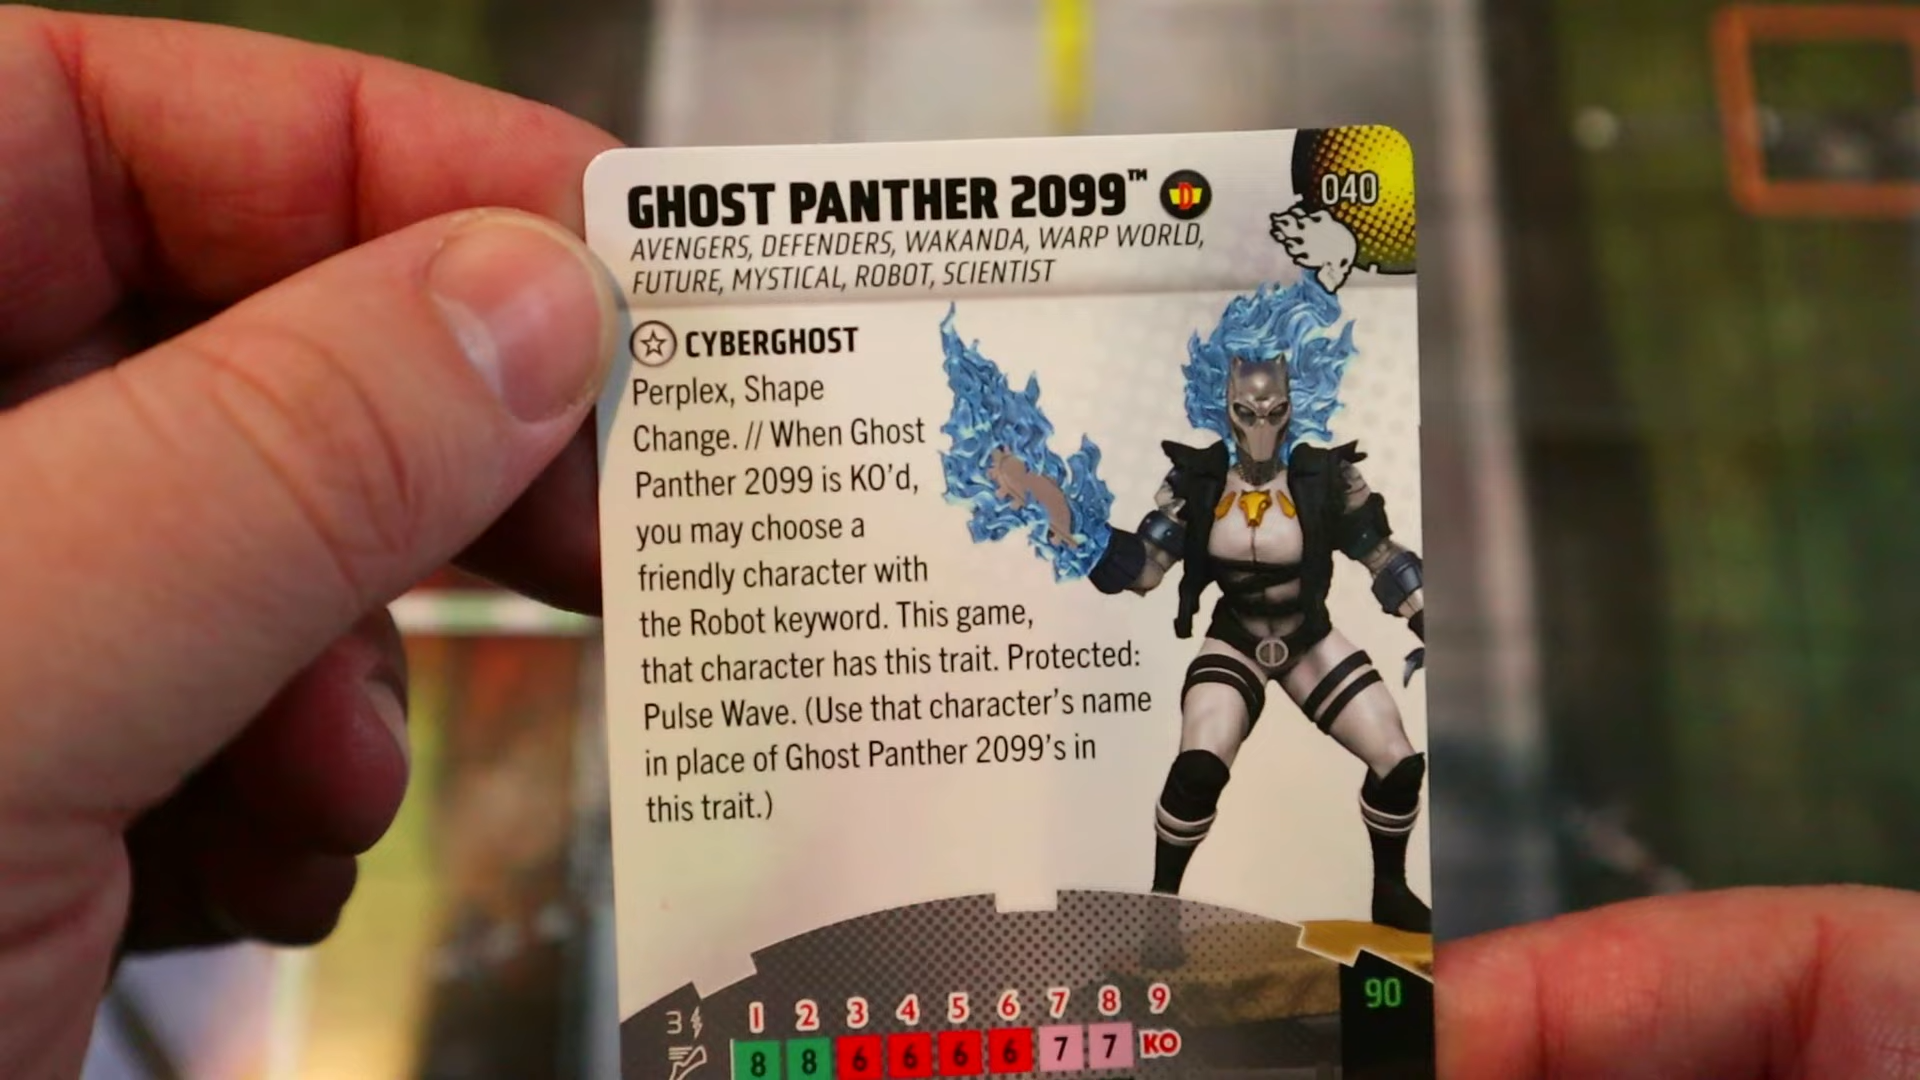 GHOST PANTHER 2099™ D
040
AVENGERS, DEFENDERS, WAKANDA, WARP WORLD,
FUTURE, MYSTICAL, ROBOT, SCIENTIST
CYBERGHOST
Perplex, Shape
Change. // When Ghost
Panther 2099 is KO'd,
you may choose a
friendly character with
the Robot keyword. This game,
that character has this trait. Protected:
Pulse Wave. (Use that character's name
in place of Ghost Panther 2099's in
this trait.)
90
3 1 2 3 4 5 6 7 8 9
8 8 6 6 6 6 7 7 KO